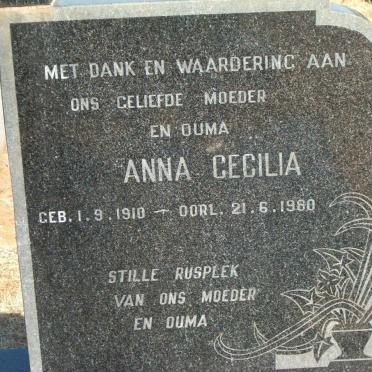 MET DANK EN WAARDERING AAN
ONS GELIEFDE MOEDER
EN OUMA
ANNA CECILIA
GEB. 1.9.1910 – OORL. 21.6.1980
STILLE RUSPLEK
VAN ONS MOEDER
EN OUMA